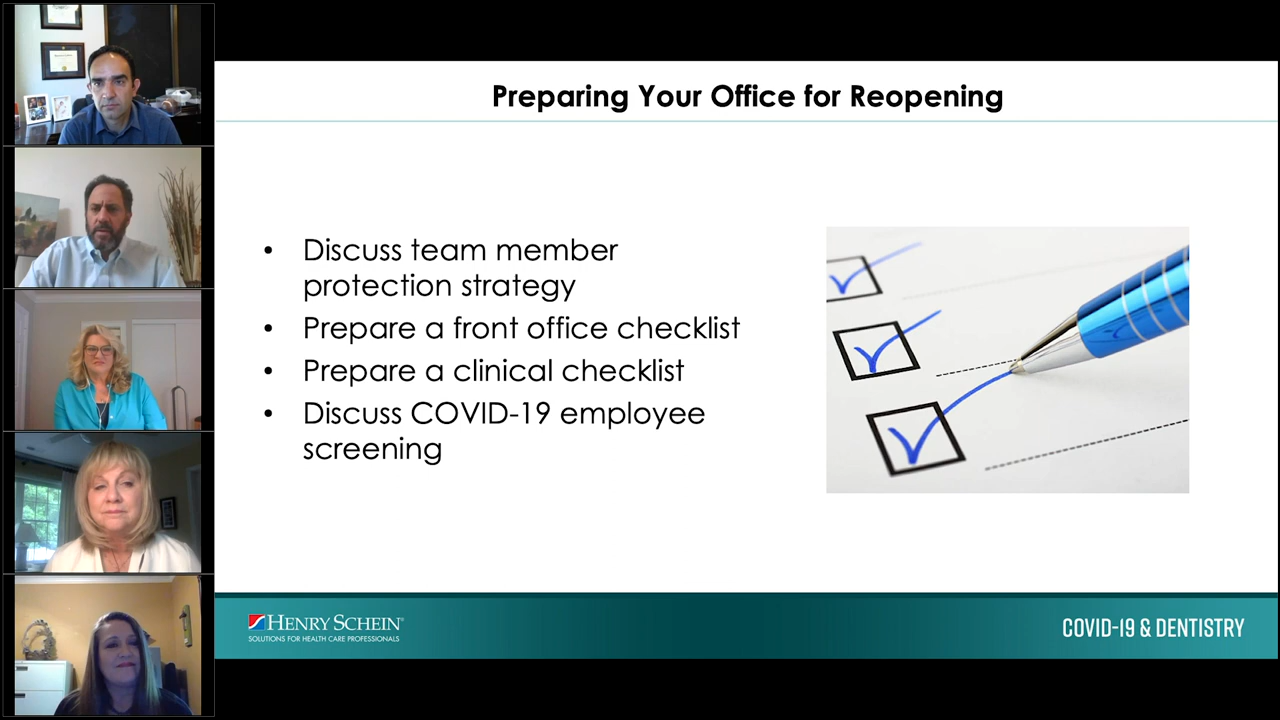 Preparing Your Office for Reopening
• Discuss team member
protection strategy
• Prepare a front office checklist
• Prepare a clinical checklist
• Discuss COVID-19 employee
screening
HENRY SCHEIN®
SOLUTIONS FOR HEALTH CARE PROFESSIONALS
COVID-19 & DENTISTRY